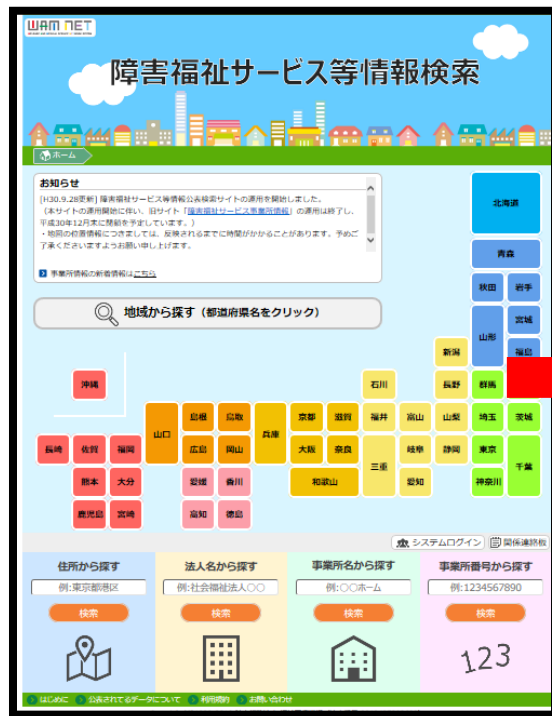 WAM NET
障害福祉サービス等情報検索
ホーム
お知らせ
[H30.9.28更新] 障害福祉サービス等情報公表検索サイトの運用を開始しました。
（本サイトの運用開始に伴い、旧サイト「障害福祉サービス事業所情報」の運用は終了し、
平成30年12月末に閉鎖を予定しています。）
・地図の位置情報につきましては、反映されるまでに時間がかかることがあります。予めご
了承くださいますようお願い申し上げます。
事業所情報の新着情報はこちら
地域から探す（都道府県名をクリック）
北海道
青森
秋田 岩手
山形 宮城
新潟 福島
沖縄 石川 長野 群馬
山口 島根 鳥取 兵庫 京都 滋賀 福井 富山 山梨 埼玉 茨城
長崎 佐賀 福岡 広島 岡山 大阪 奈良 三重 岐阜 静岡 東京 千葉
熊本 大分 愛媛 香川 和歌山 愛知 神奈川
鹿児島 宮崎 高知 徳島
システムログイン 関係連絡板
住所から探す 法人名から探す 事業所名から探す 事業所番号から探す
例:東京都港区 例:社会福祉法人〇〇 例:〇〇ホーム 例:1234567890
検索 検索 検索 検索
123
はじめに 公表されてるデータについて 利用規約 お問い合わせ